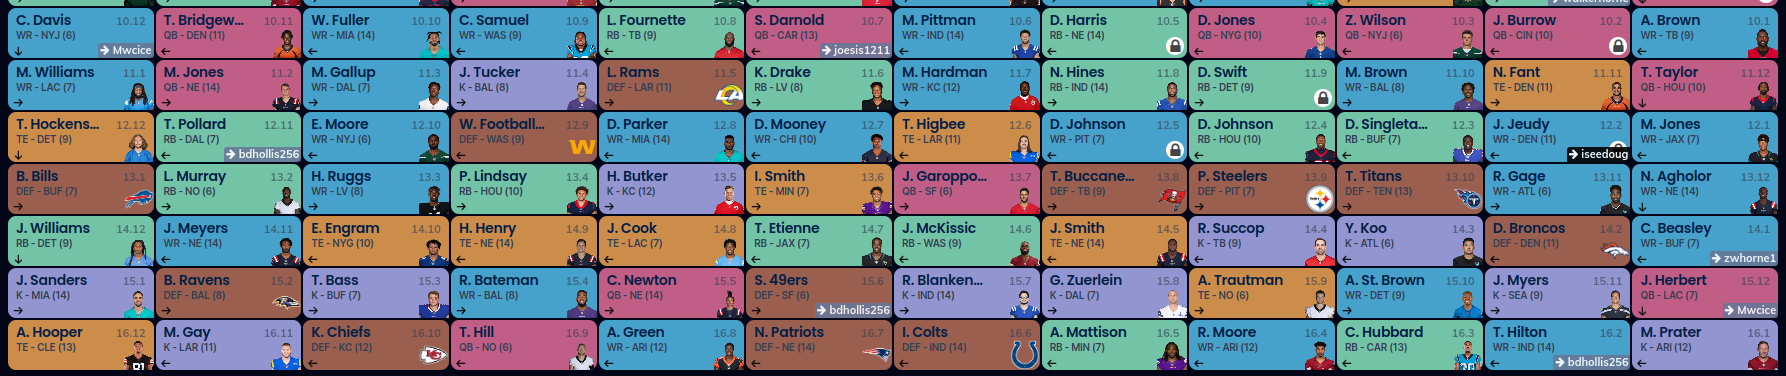 C. Davis 10.12
WR - NYJ (6)
Mwcice
T. Bridgew... 10.11
QB - DEN (11)
W. Fuller 10.10
WR - MIA (14)
C. Samuel 10.9
WR - WAS (9)
L. Fournette 10.8
RB - TB (9)
S. Darnold 10.7
QB - CAR (13)
joesis1211
M. Pittman 10.6
WR - IND (14)
D. Harris 10.5
RB - NE (14)
D. Jones 10.4
QB - NYG (10)
Z. Wilson 10.3
QB - NYJ (6)
J. Burrow 10.2
QB - CIN (10)
A. Brown 10.1
WR - TB (9)
M. Williams 11.1
WR - LAC (7)
M. Jones 11.2
QB - NE (14)
M. Gallup 11.3
WR - DAL (7)
J. Tucker 11.4
K - BAL (8)
L. Rams 11.5
DEF - LAR (11)
K. Drake 11.6
RB - LV (8)
M. Hardman 11.7
WR - KC (12)
N. Hines 11.8
RB - IND (14)
D. Swift 11.9
RB - DET (9)
M. Brown 11.10
WR - BAL (8)
N. Fant 11.11
TE - DEN (11)
T. Taylor 11.12
QB - HOU (10)
T. Hockens... 12.12
TE - DET (9)
T. Pollard 12.11
RB - DAL (7)
bdhollis256
E. Moore 12.10
WR - NYJ (6)
W. Football... 12.9
DEF - WAS (9)
D. Parker 12.8
WR - MIA (14)
D. Mooney 12.7
WR - CHI (10)
T. Higbee 12.6
TE - LAR (11)
D. Johnson 12.5
WR - PIT (7)
D. Johnson 12.4
RB - HOU (10)
D. Singleta... 12.3
RB - BUF (7)
J. Jeudy 12.2
WR - DEN (11)
iseedoug
M. Jones 12.1
WR - JAX (7)
B. Bills 13.1
DEF - BUF (7)
L. Murray 13.2
RB - NO (6)
H. Ruggs 13.3
WR - LV (8)
P. Lindsay 13.4
RB - HOU (10)
H. Butker 13.5
K - KC (12)
I. Smith 13.6
TE - MIN (7)
J. Garoppo... 13.7
QB - SF (6)
T. Buccane... 13.8
DEF - TB (9)
P. Steelers 13.9
DEF - PIT (7)
T. Titans 13.10
DEF - TEN (13)
R. Gage 13.11
WR - ATL (6)
N. Agholor 13.12
WR - NE (14)
J. Williams 14.12
RB - DET (9)
J. Meyers 14.11
WR - NE (14)
E. Engram 14.10
TE - NYG (10)
H. Henry 14.9
TE - NE (14)
J. Cook 14.8
TE - LAC (7)
T. Etienne 14.7
RB - JAX (7)
J. McKissic 14.6
RB - WAS (9)
J. Smith 14.5
TE - NE (14)
R. Succop 14.4
K - TB (9)
Y. Koo 14.3
K - ATL (6)
D. Broncos 14.2
DEF - DEN (11)
C. Beasley 14.1
WR - BUF (7)
zwhorne1
J. Sanders 15.1
K - MIA (14)
B. Ravens 15.2
DEF - BAL (8)
T. Bass 15.3
K - BUF (7)
R. Bateman 15.4
WR - BAL (8)
C. Newton 15.5
QB - NE (14)
S. 49ers 15.6
DEF - SF (6)
bdhollis256
R. Blanken... 15.7
K - IND (14)
G. Zuerlein 15.8
K - DAL (7)
A. Trautman 15.9
TE - NO (6)
A. St. Brown 15.10
WR - DET (9)
J. Myers 15.11
K - SEA (9)
J. Herbert 15.12
QB - LAC (7)
Mwcice
A. Hooper 16.12
TE - CLE (13)
M. Gay 16.11
K - LAR (11)
K. Chiefs 16.10
DEF - KC (12)
T. Hill 16.9
QB - NO (6)
A. Green 16.8
WR - ARI (12)
N. Patriots 16.7
DEF - NE (14)
I. Colts 16.6
DEF - IND (14)
A. Mattison 16.5
RB - MIN (7)
R. Moore 16.4
WR - ARI (12)
C. Hubbard 16.3
RB - CAR (13)
T. Hilton 16.2
WR - IND (14)
bdhollis256
M. Prater 16.1
K - ARI (12)